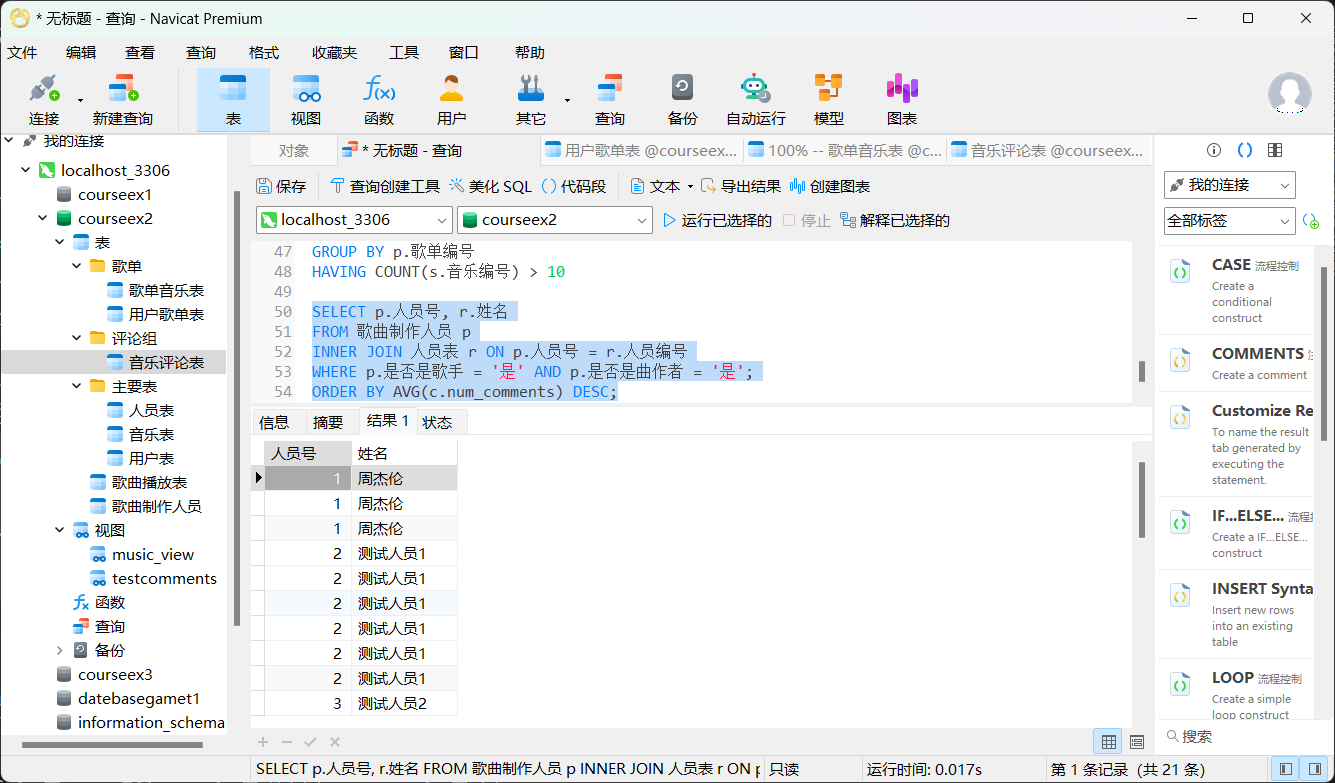 * 无标题 - 查询 - Navicat Premium
文件 编辑 查看 查询 格式 收藏夹 工具 窗口 帮助
连接 新建查询 表 视图 函数 用户 其它 查询 备份 自动运行 模型 图表
我的连接
localhost_3306
courseex1
courseex2
表
歌单
歌单音乐表
用户歌单表
评论组
音乐评论表
主要表
人员表
音乐表
用户表
歌曲播放表
歌曲制作人员
视图
music_view
testcomments
函数
查询
备份
courseex3
datebasegamet1
information_schema
对象 * 无标题 - 查询 用户歌单表 @courseex... 100% -- 歌单音乐表 @c... 音乐评论表 @courseex...
保存 查询创建工具 美化 SQL 代码段 文本 导出结果 创建图表
localhost_3306 courseex2 运行已选择的 停止 解释已选择的
47 GROUP BY p.歌单编号
48 HAVING COUNT(s.音乐编号) > 10
49
50 SELECT p.人员号, r.姓名
51 FROM 歌曲制作人员 p
52 INNER JOIN 人员表 r ON p.人员号 = r.人员编号
53 WHERE p.是否是歌手 = '是' AND p.是否是曲作者 = '是';
54 ORDER BY AVG(c.num_comments) DESC;
信息 摘要 结果 1 状态
人员号 姓名
1 周杰伦
1 周杰伦
1 周杰伦
2 测试人员1
2 测试人员1
2 测试人员1
2 测试人员1
2 测试人员1
2 测试人员1
3 测试人员2
SELECT p.人员号, r.姓名 FROM 歌曲制作人员 p INNER JOIN 人员表 r ON p 只读 运行时间: 0.017s 第 1 条记录 (共 21 条)
我的连接
全部标签
CASE 流程控制
Create a
conditional
construct
COMMENTS
Create a comment
Customize Re
To name the result
tab generated by
executing the
statement.
IF...ELSE... 流程
Create a IF...ELSE...
construct
INSERT Synta
Insert new rows
into an existing
table
LOOP 流程控制
Create a simple
loop construct
搜索